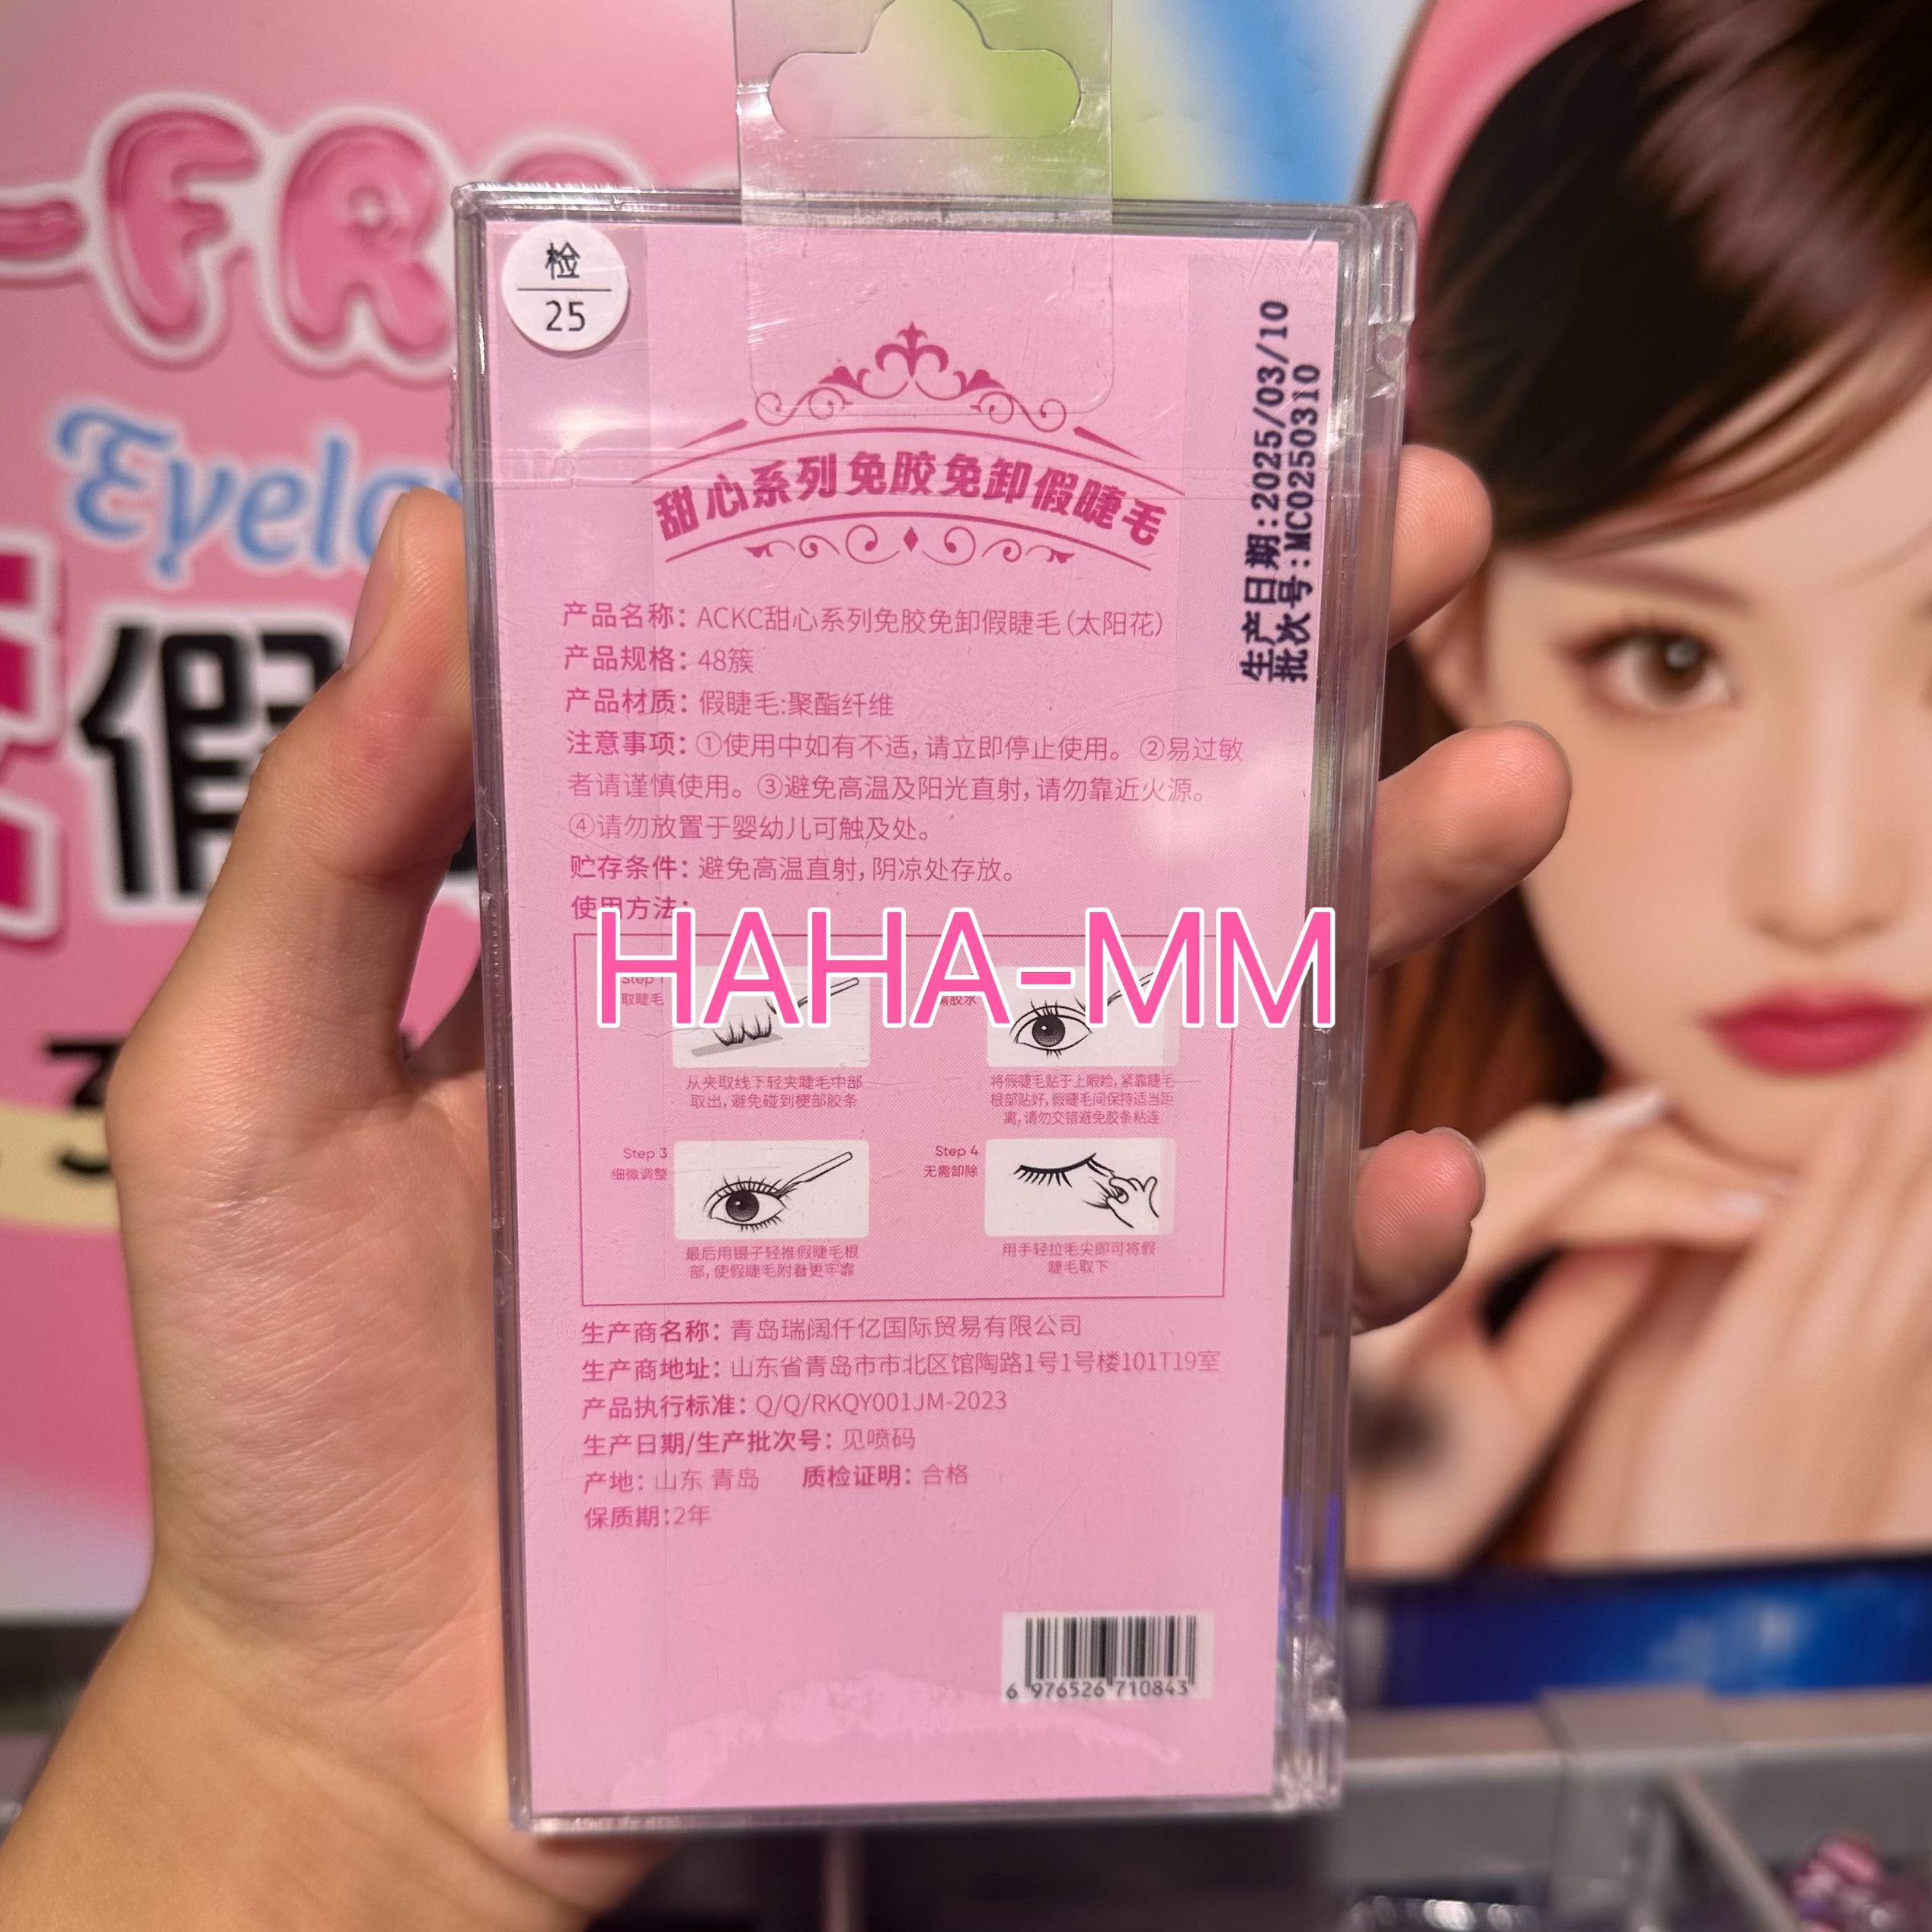 -FR
Eyela
假
检
25
生产日期:2025/03/10
批次号:MC0250310
甜心系列免胶免卸假睫毛
产品名称：ACKC甜心系列免胶免卸假睫毛（太阳花）
产品规格：48簇
产品材质：假睫毛:聚酯纤维
注意事项：①使用中如有不适，请立即停止使用。②易过敏
者请谨慎使用。③避免高温及阳光直射，请勿靠近火源。
④请勿放置于婴幼儿可触及处。
贮存条件：避免高温直射，阴凉处存放。
使用方法：
HAHA-MM
Step 1
取睫毛
从夹取线下轻夹睫毛中部
取出，避免碰到梗部胶条
胶水
将假睫毛贴于上眼睑，紧靠睫毛
根部贴好，假睫毛间保持适当距
离，请勿交错避免胶条粘连
Step 3
细微调整
最后用镊子轻推假睫毛根
部，使假睫毛附着更牢靠
Step 4
无需卸除
用手轻拉毛尖即可将假
睫毛取下
生产商名称：青岛瑞阔仟亿国际贸易有限公司
生产商地址：山东省青岛市市北区馆陶路1号1号楼101T19室
产品执行标准：Q/Q/RKQY001JM-2023
生产日期/生产批次号：见喷码
产地：山东 青岛 质检证明：合格
保质期：2年
6 976526 710843